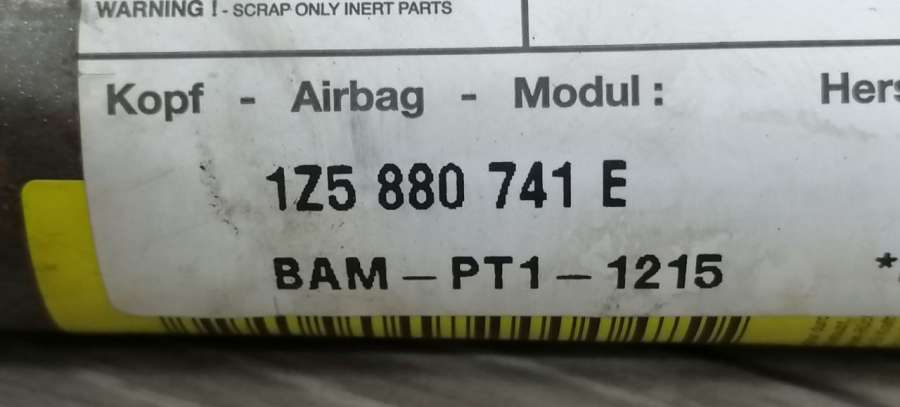 WARNING ! - SCRAP ONLY INERT PARTS
Kopf - Airbag - Modul :
1Z5 880 741 E
BAM – PT1 – 1215